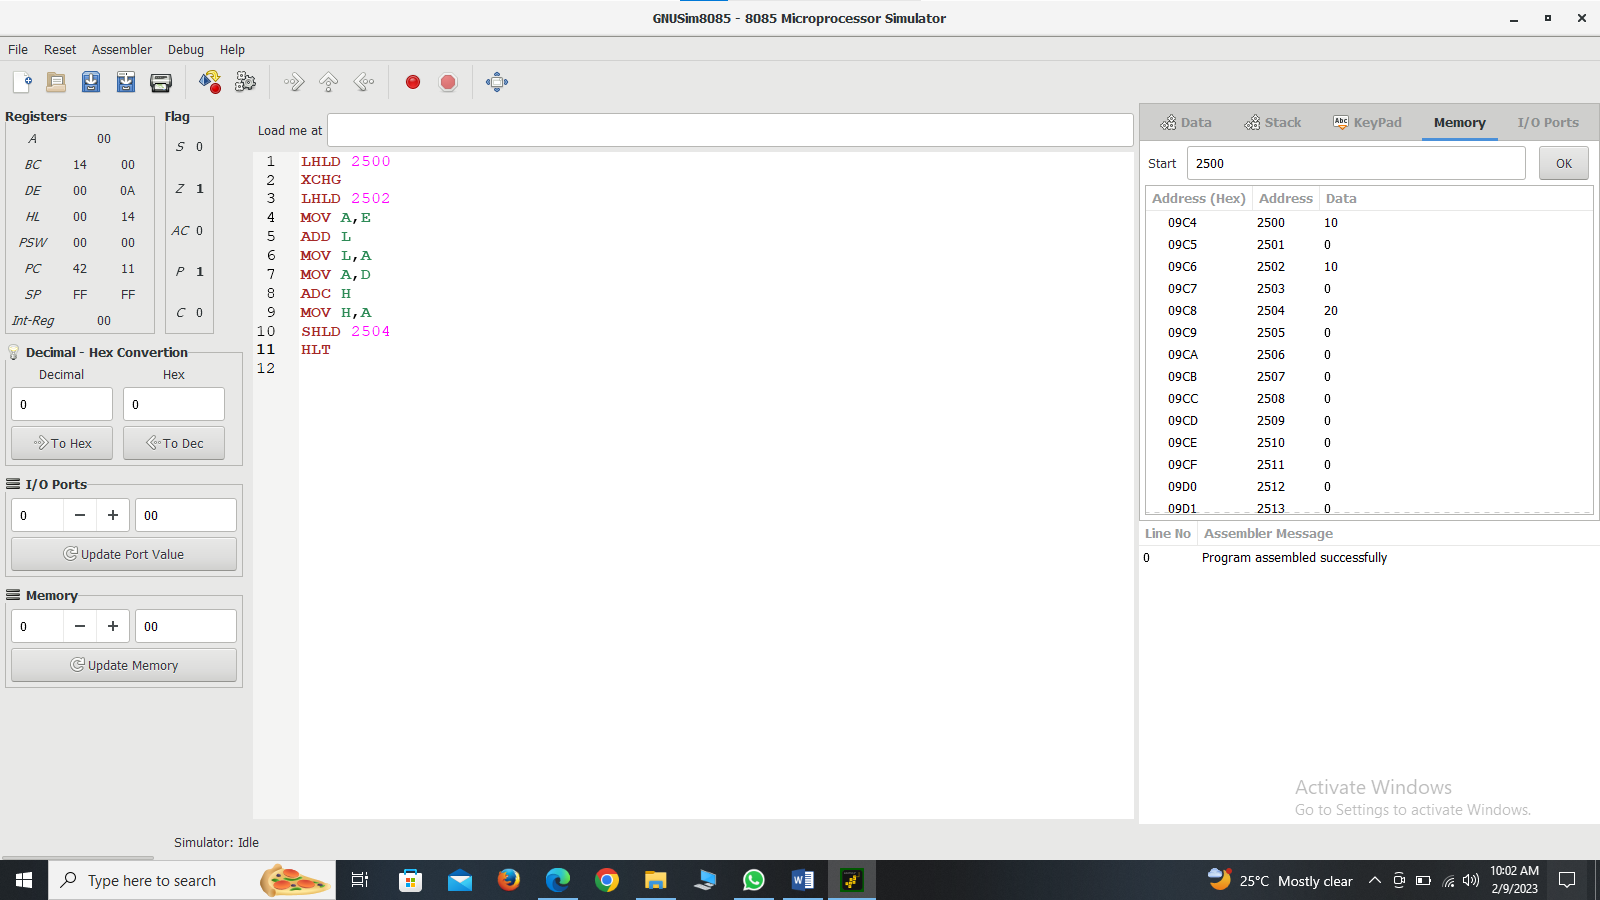 GNUSim8085 - 8085 Microprocessor Simulator
File Reset Assembler Debug Help
Registers
A 00
BC 14 00
DE 00 0A
HL 00 14
PSW 00 00
PC 42 11
SP FF FF
Int-Reg 00
Flag
S 0
Z 1
AC 0
P 1
C 0
Decimal - Hex Convertion
Decimal Hex
0 0
To Hex To Dec
I/O Ports
0 − + 00
Update Port Value
Memory
0 − + 00
Update Memory
Load me at
1 LHLD 2500
2 XCHG
3 LHLD 2502
4 MOV A,E
5 ADD L
6 MOV L,A
7 MOV A,D
8 ADC H
9 MOV H,A
10 SHLD 2504
11 HLT
12
Data Stack Abc KeyPad Memory I/O Ports
Start 2500 OK
Address (Hex) Address Data
09C4 2500 10
09C5 2501 0
09C6 2502 10
09C7 2503 0
09C8 2504 20
09C9 2505 0
09CA 2506 0
09CB 2507 0
09CC 2508 0
09CD 2509 0
09CE 2510 0
09CF 2511 0
09D0 2512 0
09D1 2513 0
Line No Assembler Message
0 Program assembled successfully
Activate Windows
Go to Settings to activate Windows.
Simulator: Idle
Type here to search
25°C Mostly clear
10:02 AM
2/9/2023